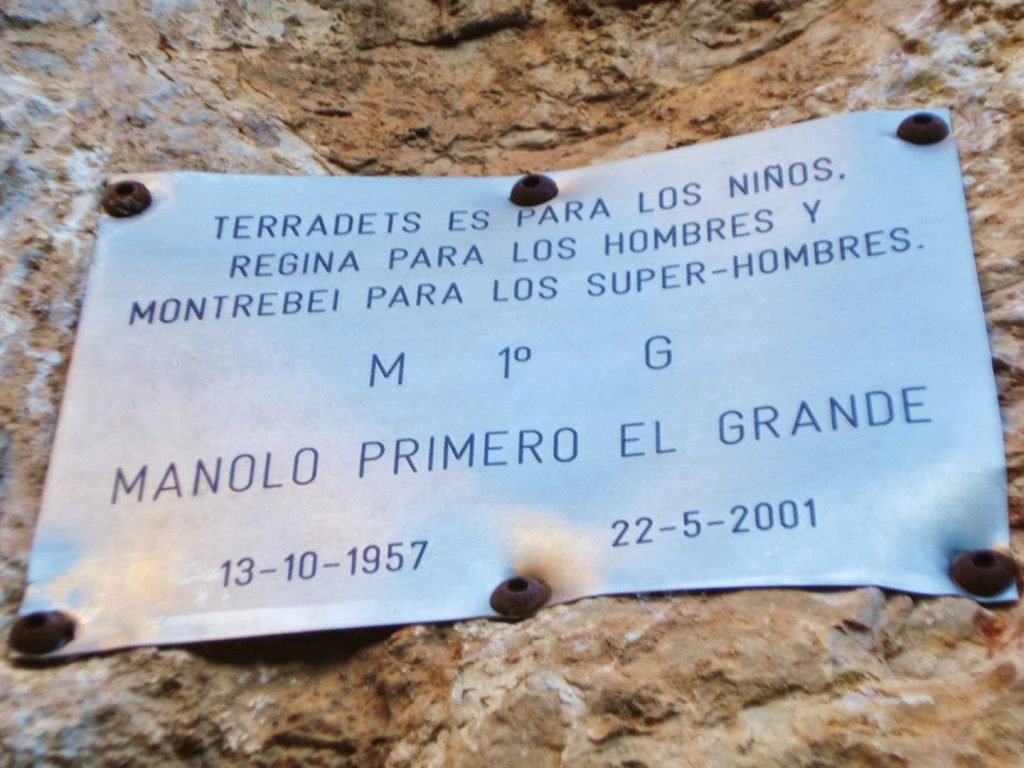 TERRADETS ES PARA LOS NIÑOS.
REGINA PARA LOS HOMBRES Y
MONTREBEI PARA LOS SUPER-HOMBRES.
M 1º G
MANOLO PRIMERO EL GRANDE
13-10-1957 22-5-2001